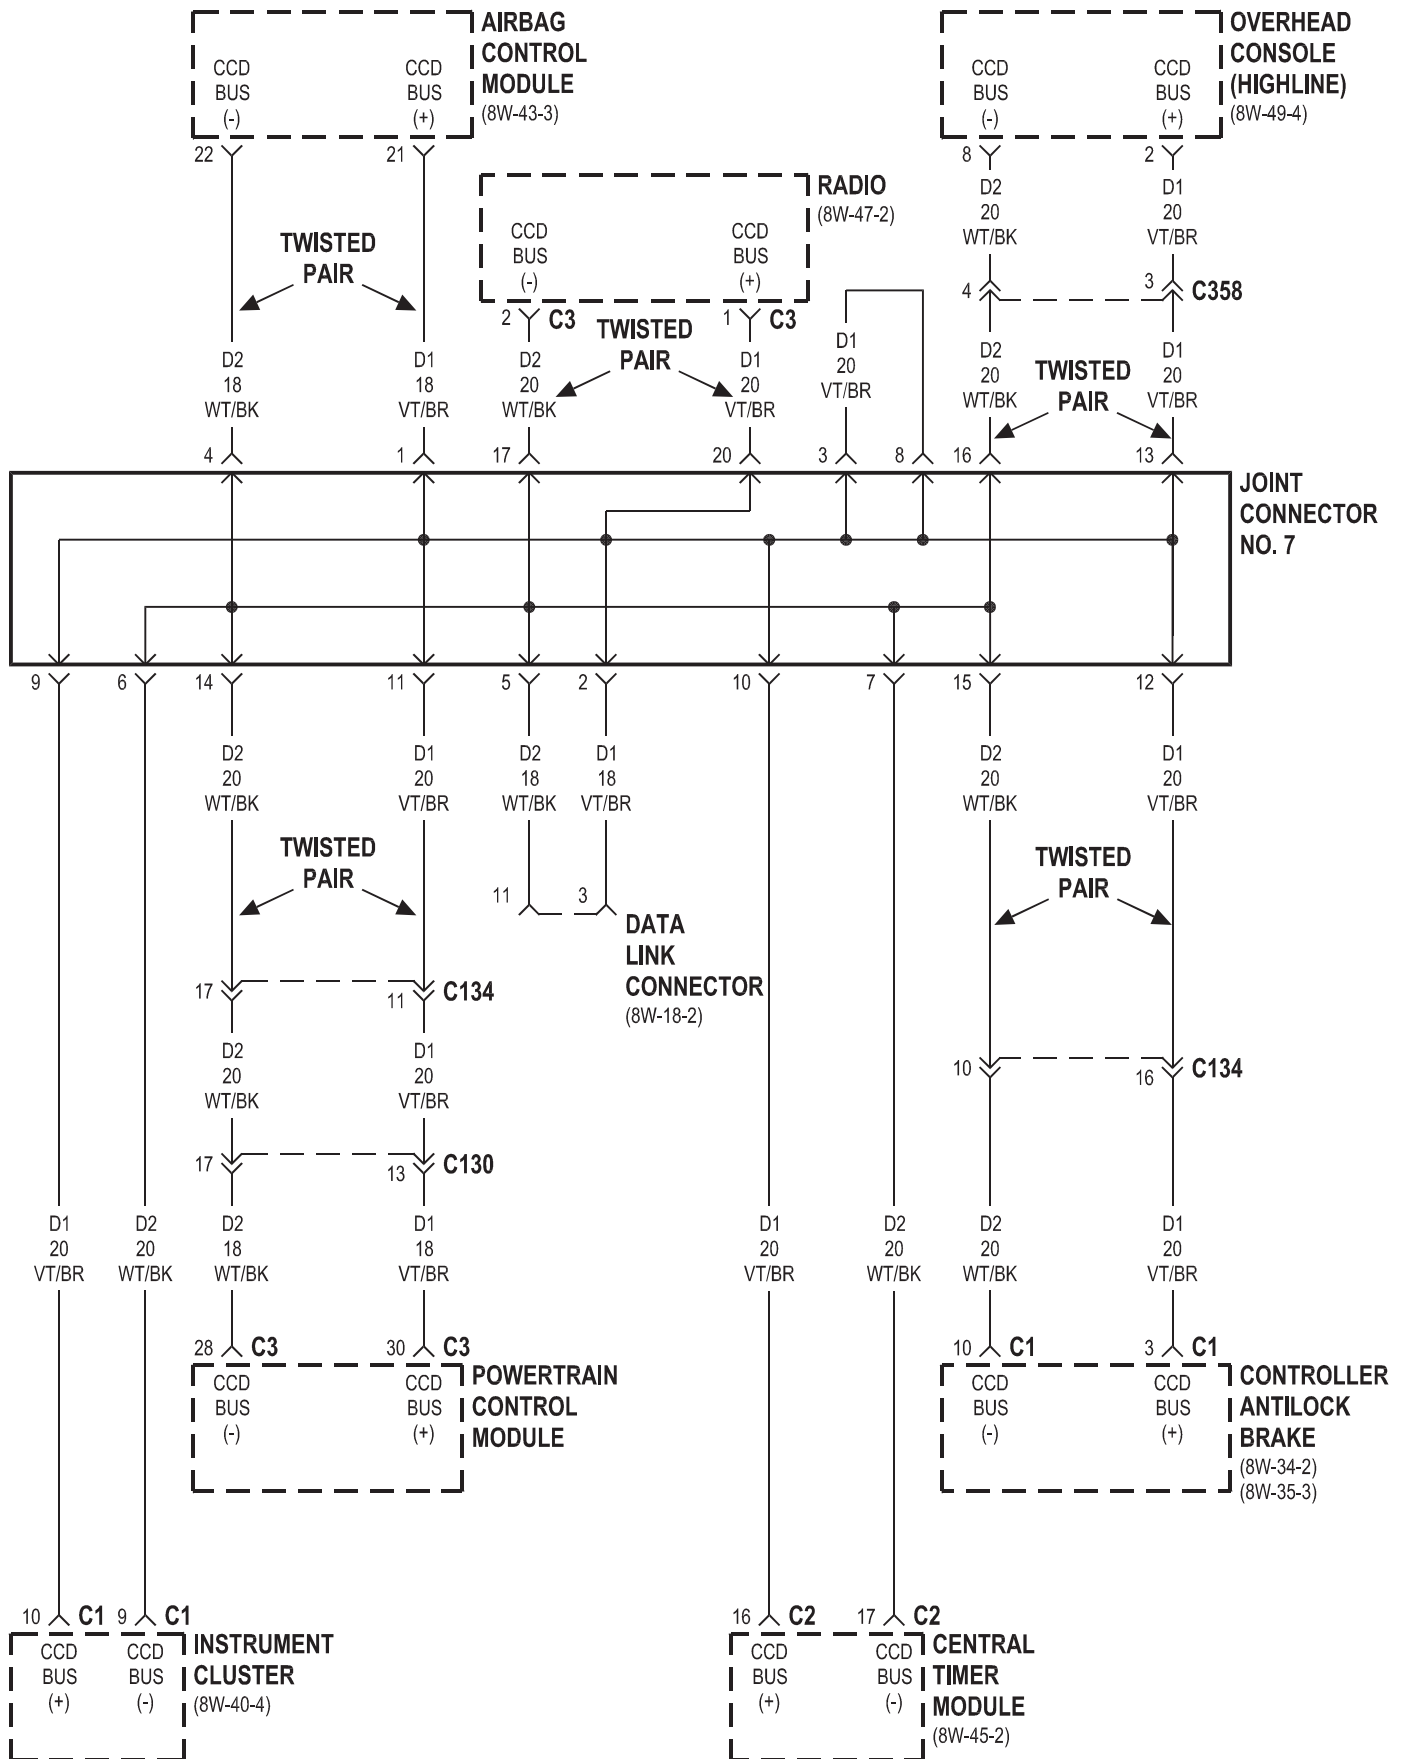 AIRBAG
CONTROL
MODULE
(8W-43-3)
CCD
BUS
(-)
CCD
BUS
(+)
22
21
OVERHEAD
CONSOLE
(HIGHLINE)
(8W-49-4)
CCD
BUS
(-)
CCD
BUS
(+)
8
2
D2
20
WT/BK
D1
20
VT/BR
RADIO
(8W-47-2)
CCD
BUS
(-)
CCD
BUS
(+)
2
C3
1
C3
TWISTED
PAIR
4
3
C358
TWISTED
PAIR
D1
20
VT/BR
D2
18
WT/BK
D1
18
VT/BR
D2
20
WT/BK
D1
20
VT/BR
D2
20
WT/BK
D1
20
VT/BR
TWISTED
PAIR
4
1
17
20
3
8
16
13
JOINT
CONNECTOR
NO. 7
9
6
14
11
5
2
10
7
15
12
D2
20
WT/BK
D1
20
VT/BR
D2
18
WT/BK
D1
18
VT/BR
D2
20
WT/BK
D1
20
VT/BR
TWISTED
PAIR
TWISTED
PAIR
11
3
DATA
LINK
CONNECTOR
(8W-18-2)
17
11
C134
D2
20
WT/BK
D1
20
VT/BR
10
16
C134
17
13
C130
D1
20
VT/BR
D2
20
WT/BK
D2
18
WT/BK
D1
18
VT/BR
D1
20
VT/BR
D2
20
WT/BK
D2
20
WT/BK
D1
20
VT/BR
28
C3
30
C3
CCD
BUS
(-)
CCD
BUS
(+)
POWERTRAIN
CONTROL
MODULE
10
C1
3
C1
CCD
BUS
(-)
CCD
BUS
(+)
CONTROLLER
ANTILOCK
BRAKE
(8W-34-2)
(8W-35-3)
10
C1
9
C1
CCD
BUS
(+)
CCD
BUS
(-)
INSTRUMENT
CLUSTER
(8W-40-4)
16
C2
17
C2
CCD
BUS
(+)
CCD
BUS
(-)
CENTRAL
TIMER
MODULE
(8W-45-2)